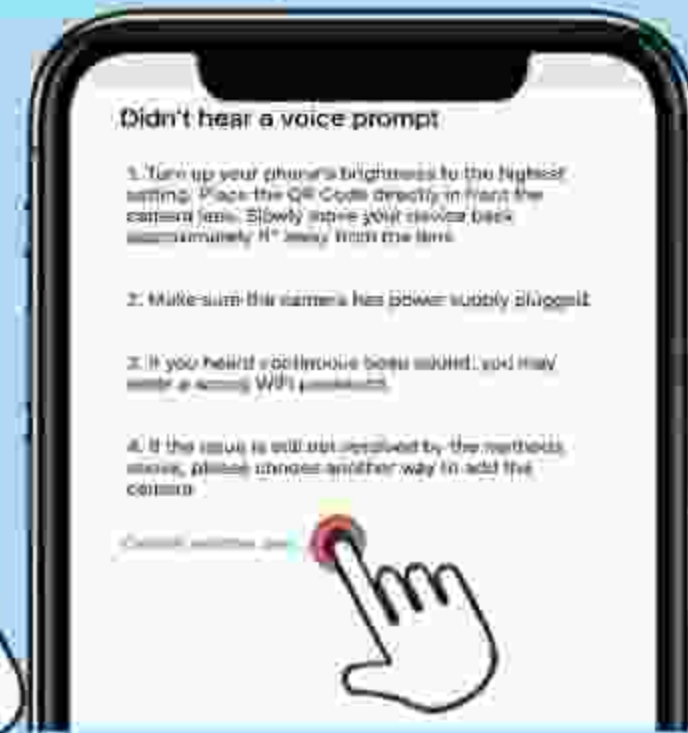 Didn't hear a voice prompt
1. Turn up your phone's brightness to the highest
setting. Place the QR Code directly in front the
camera lens. Slowly move your device back
approximately away from the lens.
2. Make sure the camera has power supply plugged.
3. If you heard continuous beep sound, you may
enter a wrong WiFi password.
4. If the issue is still not resolved by the methods
above, please choose another way to add the
camera